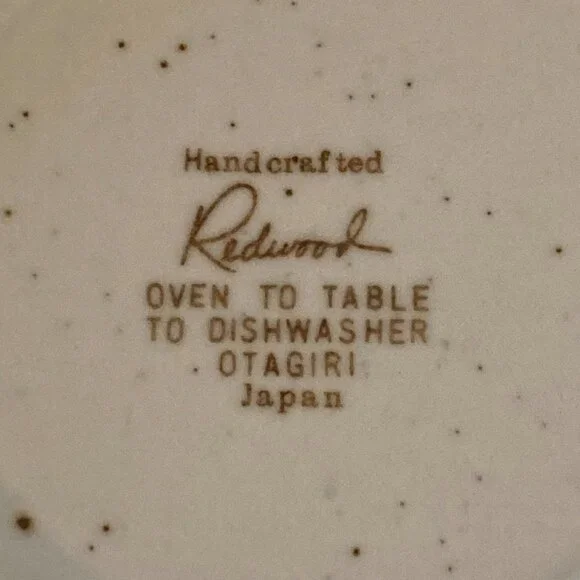 Handcrafted
Redwood
OVEN TO TABLE
TO DISHWASHER
OTAGIRI
Japan